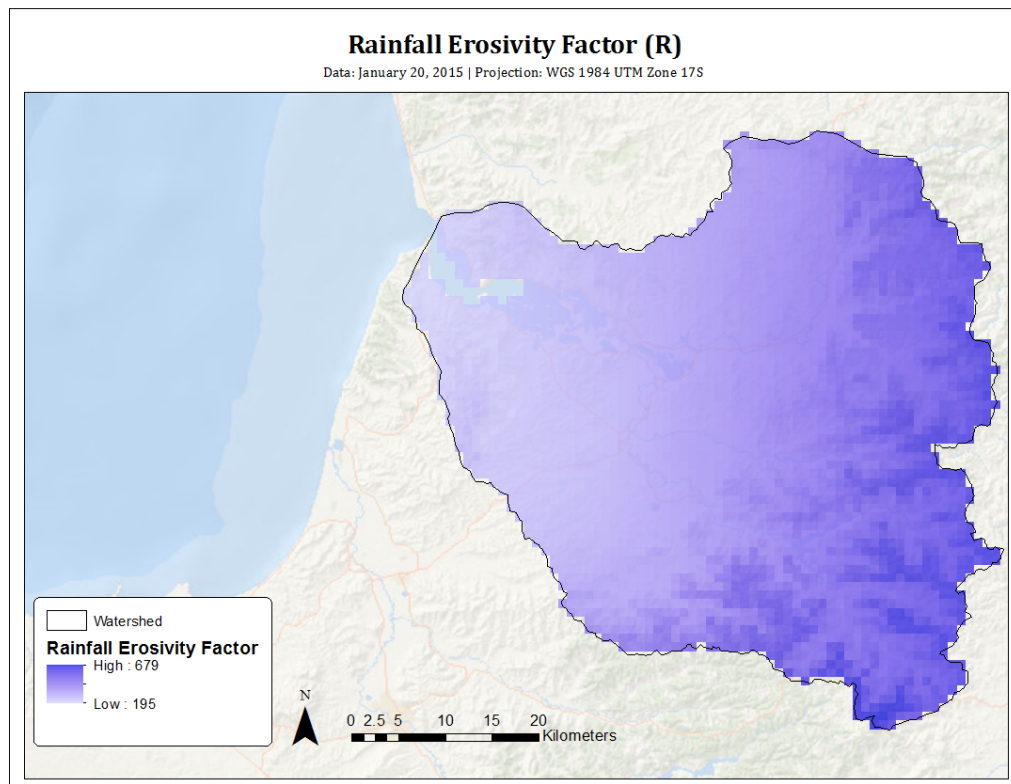 Rainfall Erosivity Factor (R)
Data: January 20, 2015 | Projection: WGS 1984 UTM Zone 17S
Watershed
Rainfall Erosivity Factor
High : 679
Low : 195
N
0 2.5 5 10 15 20
Kilometers